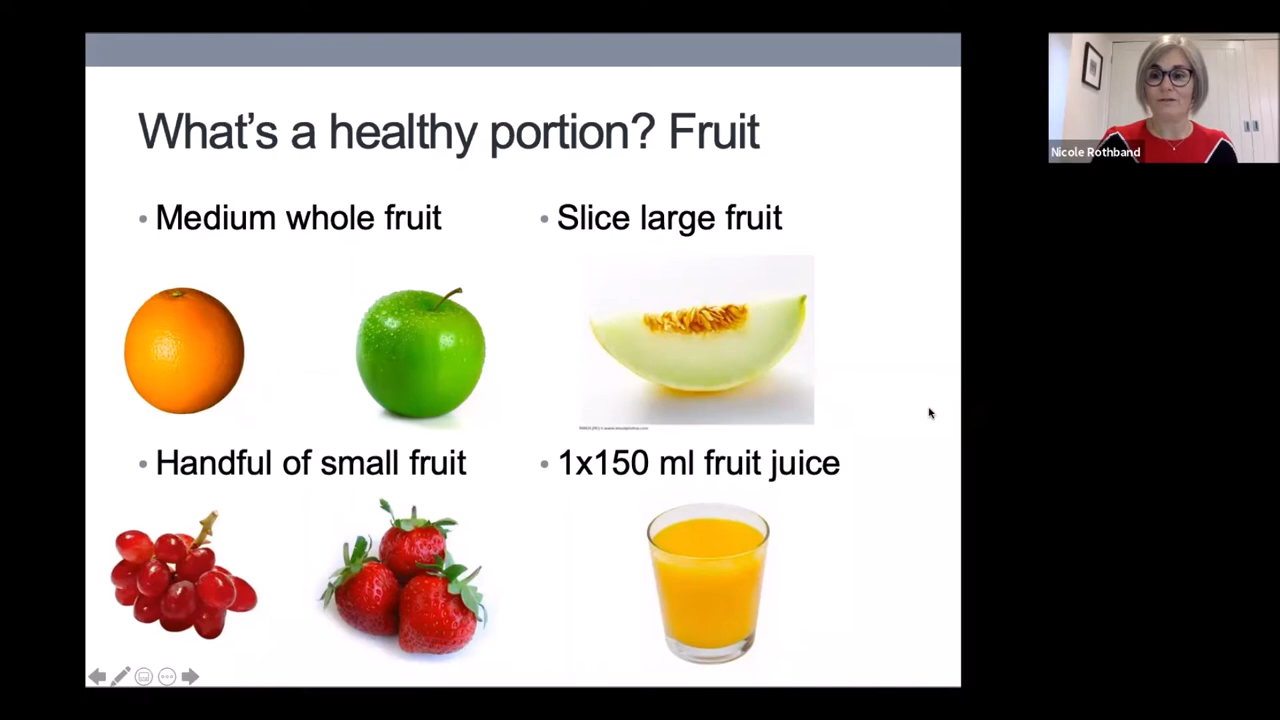 What's a healthy portion? Fruit
• Medium whole fruit
• Slice large fruit
• Handful of small fruit
• 1x150 ml fruit juice
Nicole Rothband